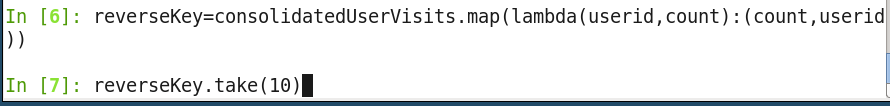 In [6]: reverseKey=consolidatedUserVisits.map(lambda(userid,count):(count,userid
))
In [7]: reverseKey.take(10)